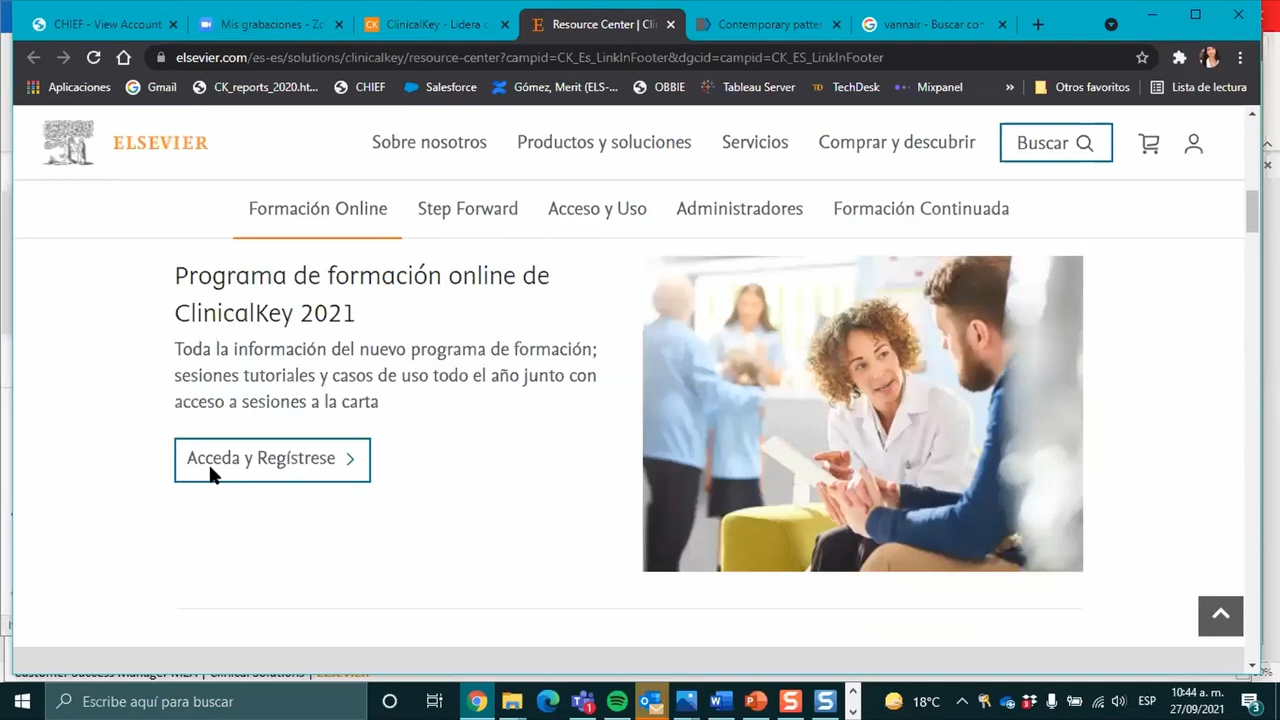 CHIEF - View Account
Mis grabaciones - Zo
CK ClinicalKey - Lidera c
Resource Center | Cli
Contemporary patte
vannair - Buscar con
elsevier.com/es-es/solutions/clinicalkey/resource-center?campid=CK_Es_LinkInFooter&dgcid=campid=CK_ES_LinkInFooter
Aplicaciones
Gmail
CK_reports_2020.ht...
CHIEF
Salesforce
Gómez, Merit (ELS-...
OBBIE
Tableau Server
TD TechDesk
Mixpanel
»
Otros favoritos
Lista de lectura
ELSEVIER
Sobre nosotros
Productos y soluciones
Servicios
Comprar y descubrir
Buscar
Formación Online
Step Forward
Acceso y Uso
Administradores
Formación Continuada
Programa de formación online de
ClinicalKey 2021
Toda la información del nuevo programa de formación;
sesiones tutoriales y casos de uso todo el año junto con
acceso a sesiones a la carta
Acceda y Regístrese
Escribe aquí para buscar
18°C
ESP
10:44 a. m.
27/09/2021